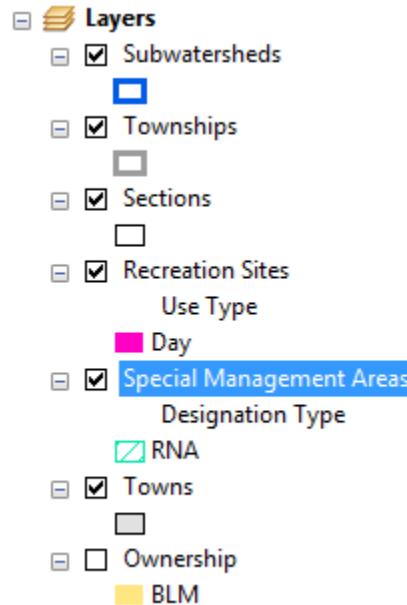 Layers
Subwatersheds
Townships
Sections
Recreation Sites
Use Type
Day
Special Management Areas
Designation Type
RNA
Towns
Ownership
BLM